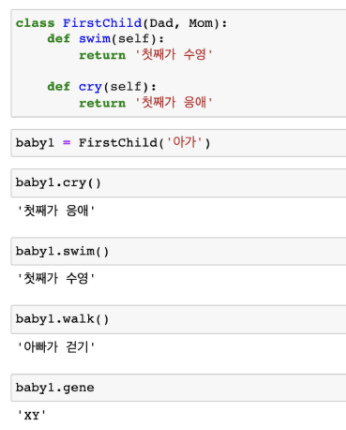 class FirstChild(Dad, Mom):
    def swim(self):
        return '첫째가 수영'
    def cry(self):
        return '첫째가 응애'
baby1 = FirstChild('아가')
baby1.cry()
'첫째가 응애'
baby1.swim()
'첫째가 수영'
baby1.walk()
'아빠가 걷기'
baby1.gene
'XY'